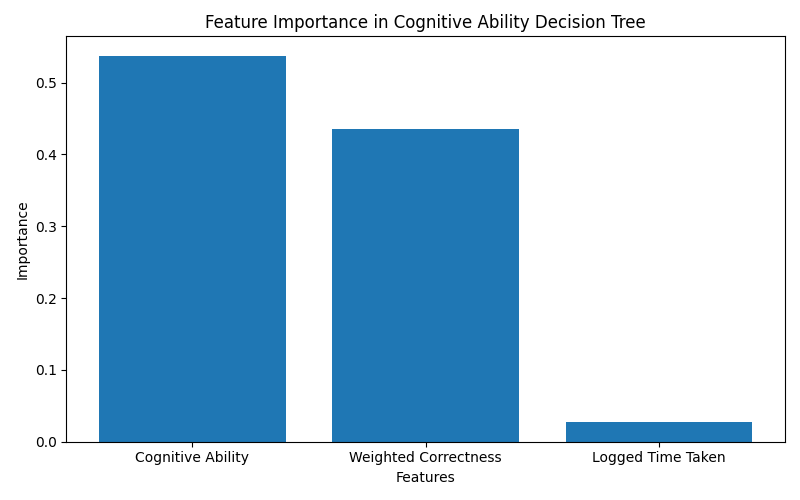 Feature Importance in Cognitive Ability Decision Tree
Importance
0.5
0.4
0.3
0.2
0.1
0.0
Cognitive Ability
Weighted Correctness
Logged Time Taken
Features